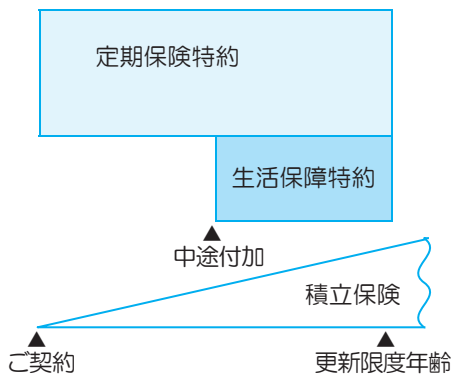 定期保険特約
生活保障特約
▲
中途付加
積立保険
▲ ▲
ご契約 更新限度年齢